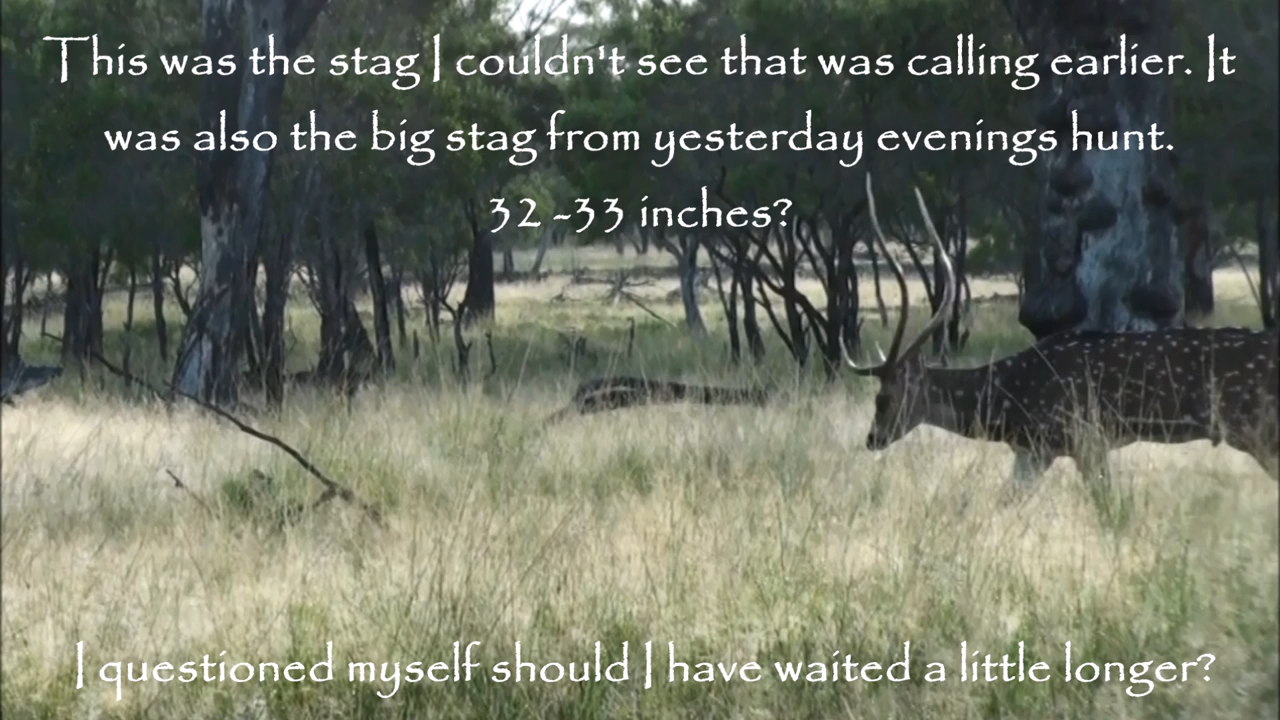 This was the stag I couldn't see that was calling earlier. It
was also the big stag from yesterday evenings hunt.
32 -33 inches?
I questioned myself should I have waited a little longer?